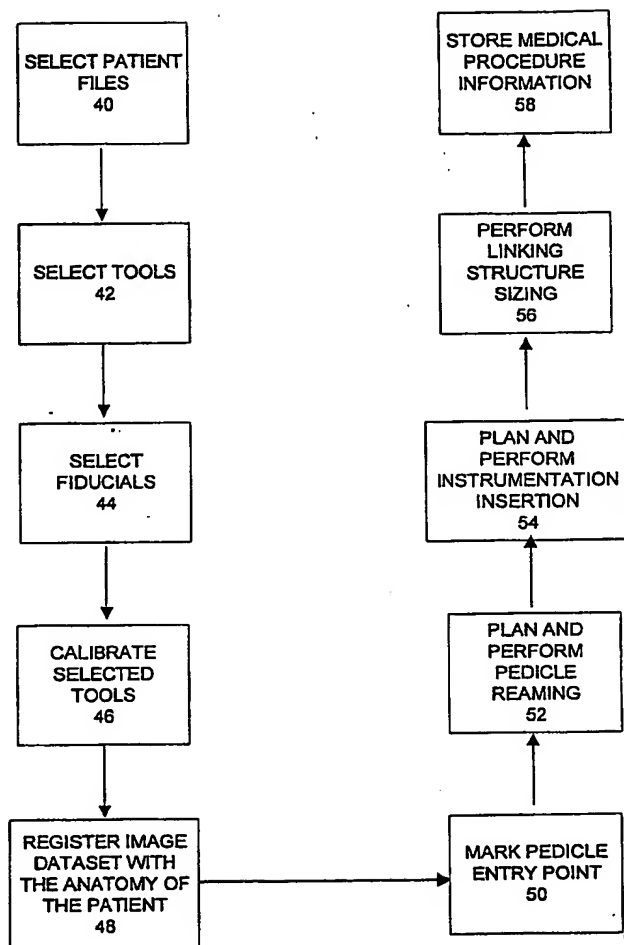 SELECT PATIENT
FILES
40
SELECT TOOLS
42
SELECT
FIDUCIALS
44
CALIBRATE
SELECTED
TOOLS
46
REGISTER IMAGE
DATASET WITH
THE ANATOMY OF
THE PATIENT
48
MARK PEDICLE
ENTRY POINT
50
PLAN AND
PERFORM
PEDICLE
REAMING
52
PLAN AND
PERFORM
INSTRUMENTATION
INSERTION
54
PERFORM
LINKING
STRUCTURE
SIZING
56
STORE MEDICAL
PROCEDURE
INFORMATION
58